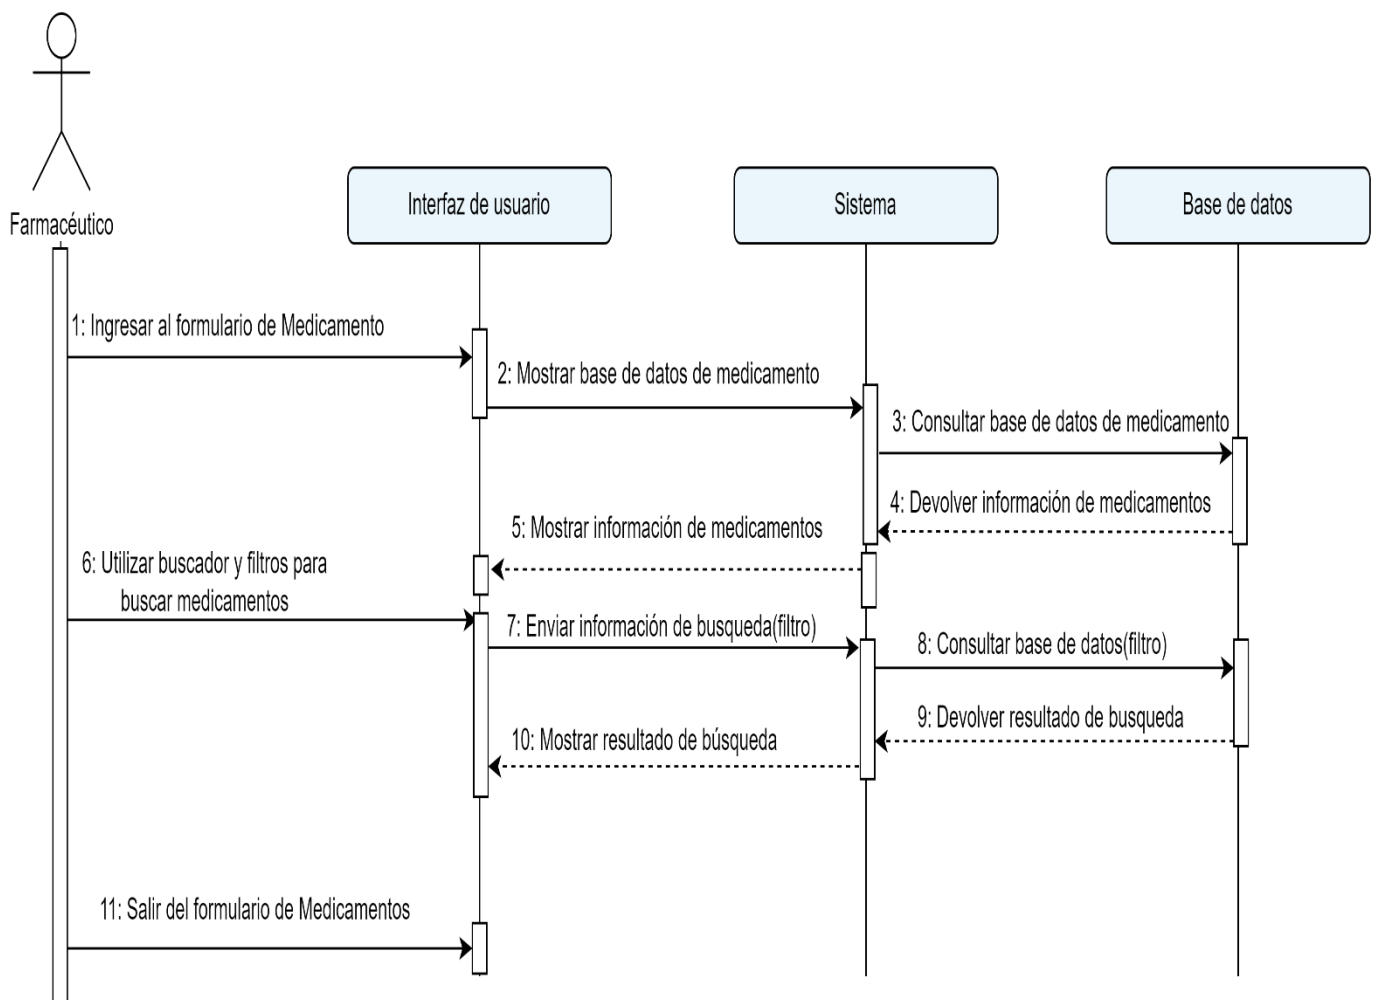 Farmacéutico
Interfaz de usuario
Sistema
Base de datos
1: Ingresar al formulario de Medicamento
2: Mostrar base de datos de medicamento
3: Consultar base de datos de medicamento
4: Devolver información de medicamentos
5: Mostrar información de medicamentos
6: Utilizar buscador y filtros para
buscar medicamentos
7: Enviar información de busqueda(filtro)
8: Consultar base de datos(filtro)
9: Devolver resultado de busqueda
10: Mostrar resultado de búsqueda
11: Salir del formulario de Medicamentos